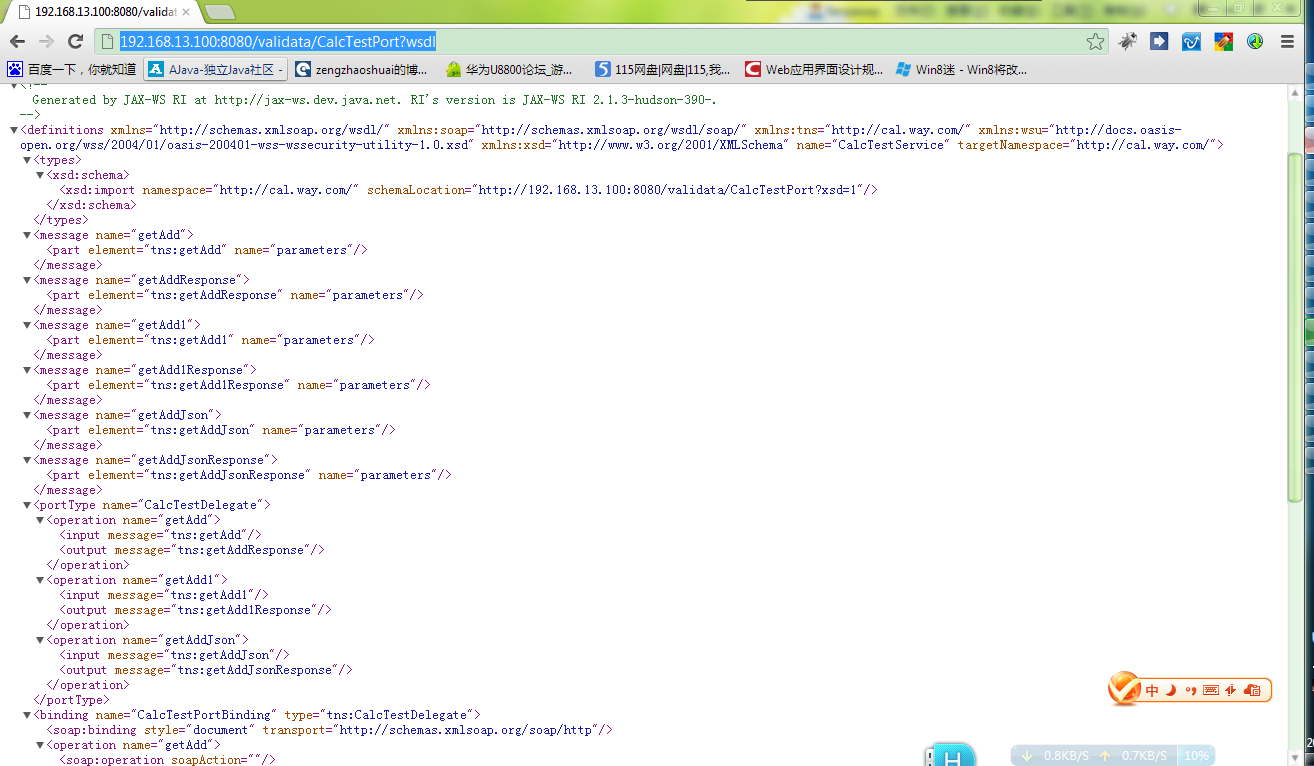 192.168.13.100:8080/validat
192.168.13.100:8080/validata/CalcTestPort?wsdl
百度一下，你就知道 AJava-独立Java社区 - zengzhaoshuai的博... 华为U8800论坛_游... 115网盘|网盘|115,我... Web应用界面设计规... Win8迷 - Win8将改...
<!--
Generated by JAX-WS RI at http://jax-ws.dev.java.net. RI's version is JAX-WS RI 2.1.3-hudson-390-.
-->
<definitions xmlns="http://schemas.xmlsoap.org/wsdl/" xmlns:soap="http://schemas.xmlsoap.org/wsdl/soap/" xmlns:tns="http://cal.way.com/" xmlns:wsu="http://docs.oasis-
open.org/wss/2004/01/oasis-200401-wss-wssecurity-utility-1.0.xsd" xmlns:xsd="http://www.w3.org/2001/XMLSchema" name="CalcTestService" targetNamespace="http://cal.way.com/">
<types>
<xsd:schema>
<xsd:import namespace="http://cal.way.com/" schemaLocation="http://192.168.13.100:8080/validata/CalcTestPort?xsd=1"/>
</xsd:schema>
</types>
<message name="getAdd">
<part element="tns:getAdd" name="parameters"/>
</message>
<message name="getAddResponse">
<part element="tns:getAddResponse" name="parameters"/>
</message>
<message name="getAdd1">
<part element="tns:getAdd1" name="parameters"/>
</message>
<message name="getAdd1Response">
<part element="tns:getAdd1Response" name="parameters"/>
</message>
<message name="getAddJson">
<part element="tns:getAddJson" name="parameters"/>
</message>
<message name="getAddJsonResponse">
<part element="tns:getAddJsonResponse" name="parameters"/>
</message>
<portType name="CalcTestDelegate">
<operation name="getAdd">
<input message="tns:getAdd"/>
<output message="tns:getAddResponse"/>
</operation>
<operation name="getAdd1">
<input message="tns:getAdd1"/>
<output message="tns:getAdd1Response"/>
</operation>
<operation name="getAddJson">
<input message="tns:getAddJson"/>
<output message="tns:getAddJsonResponse"/>
</operation>
</portType>
<binding name="CalcTestPortBinding" type="tns:CalcTestDelegate">
<soap:binding style="document" transport="http://schemas.xmlsoap.org/soap/http"/>
<operation name="getAdd">
<soap:operation soapAction=""/>
中
H
0.8KB/S 0.7KB/S 10%